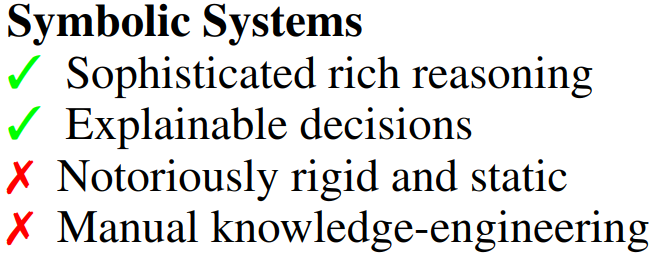 Symbolic Systems
✓ Sophisticated rich reasoning
✓ Explainable decisions
✗ Notoriously rigid and static
✗ Manual knowledge-engineering